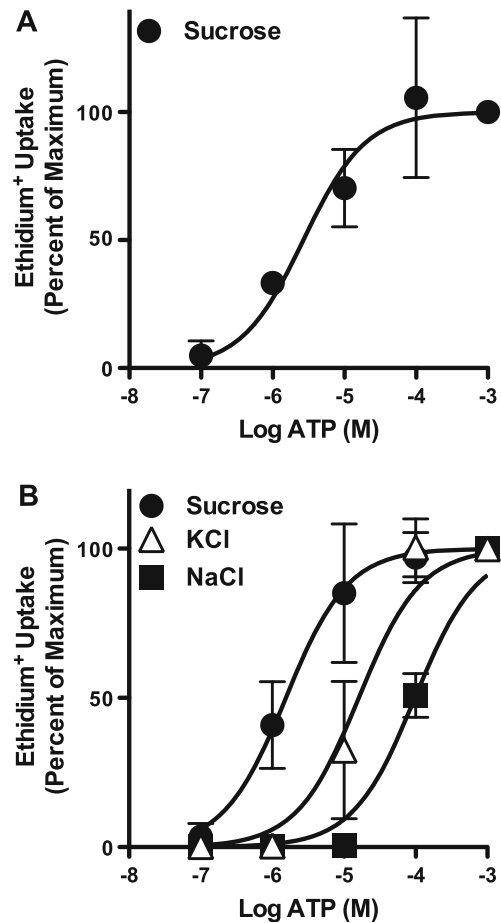 A
Sucrose
Ethidium⁺ Uptake
(Percent of Maximum)
100
50
0
-8 -7 -6 -5 -4 -3
Log ATP (M)
B
Sucrose
KCl
NaCl
Ethidium⁺ Uptake
(Percent of Maximum)
100
50
0
-8 -7 -6 -5 -4 -3
Log ATP (M)